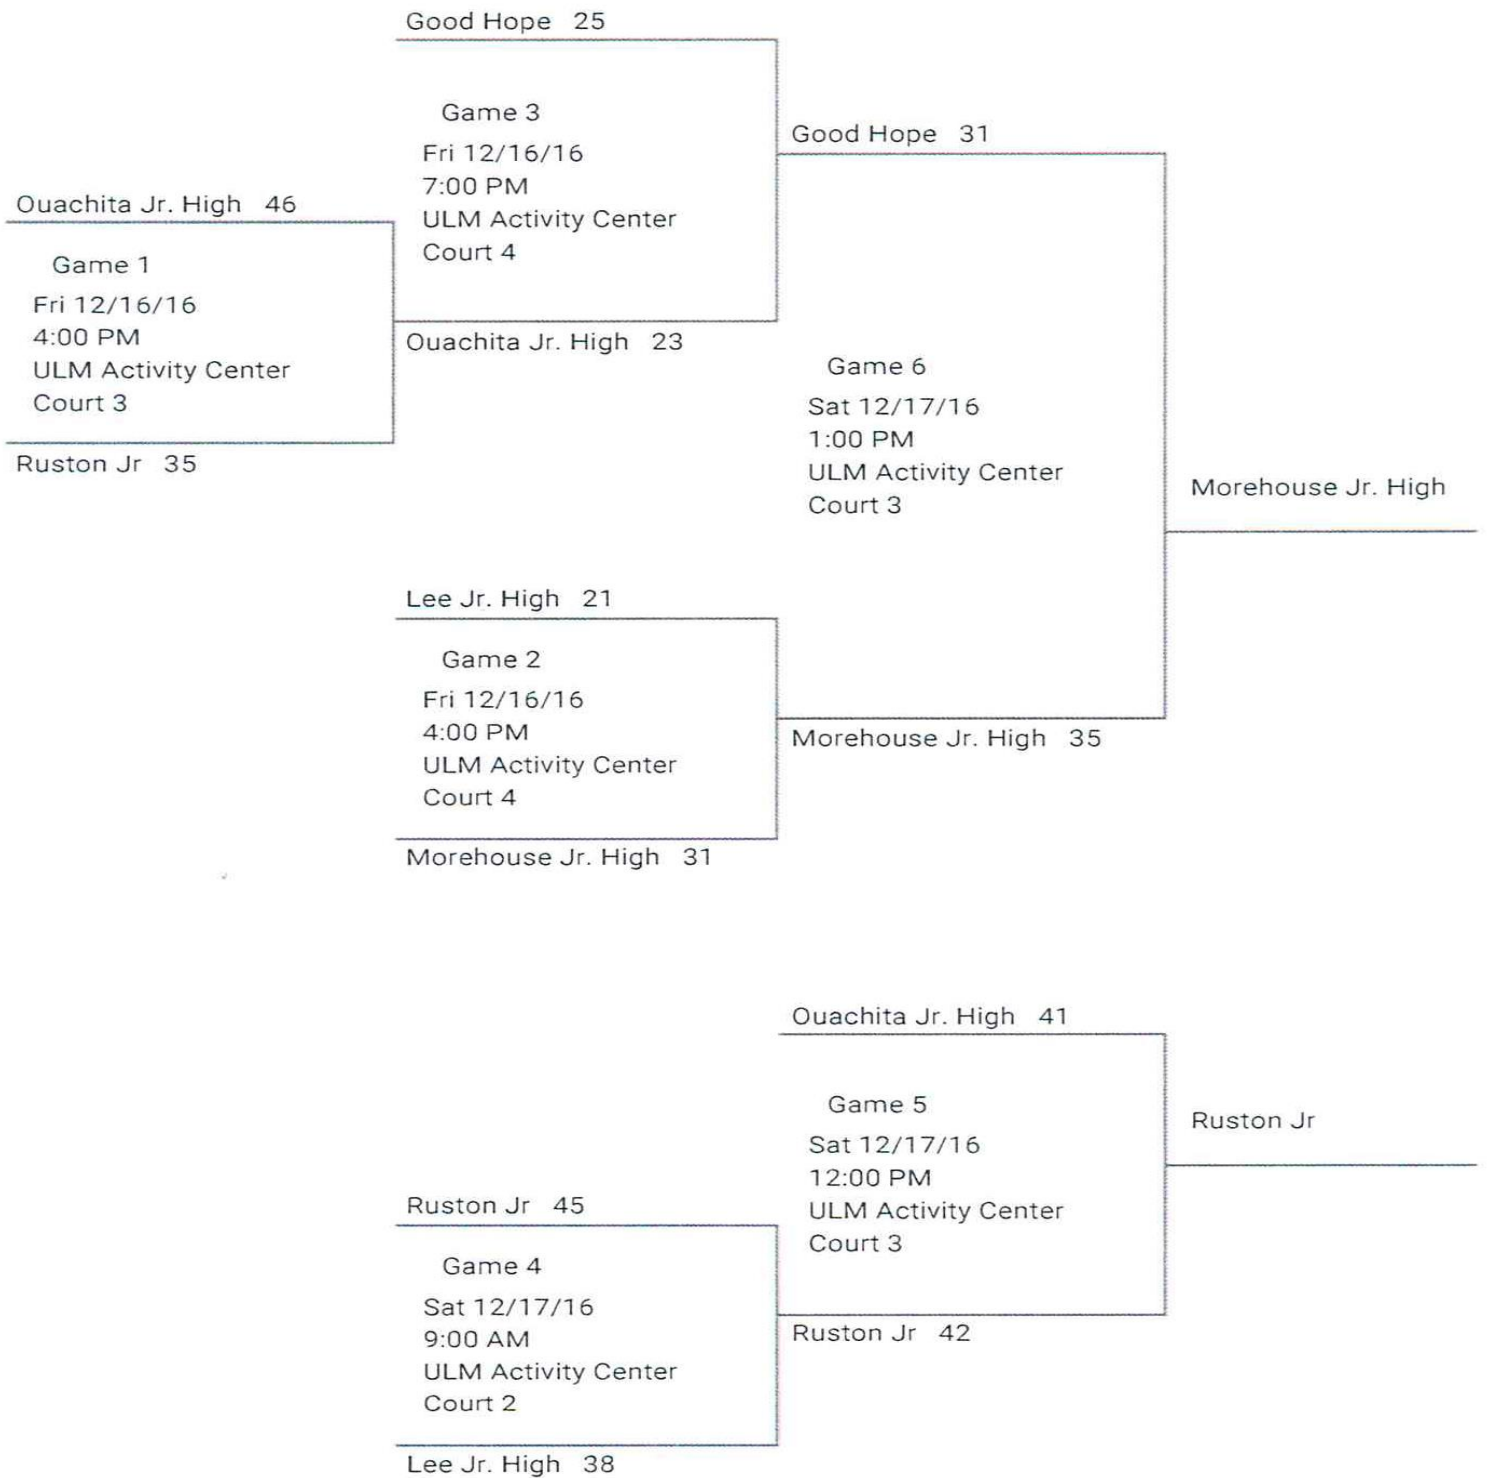 Good Hope 25
Game 3
Fri 12/16/16
7:00 PM
ULM Activity Center
Court 4
Good Hope 31
Ouachita Jr. High 46
Game 1
Fri 12/16/16
4:00 PM
ULM Activity Center
Court 3
Ruston Jr 35
Ouachita Jr. High 23
Game 6
Sat 12/17/16
1:00 PM
ULM Activity Center
Court 3
Morehouse Jr. High
Lee Jr. High 21
Game 2
Fri 12/16/16
4:00 PM
ULM Activity Center
Court 4
Morehouse Jr. High 31
Morehouse Jr. High 35
Ouachita Jr. High 41
Game 5
Sat 12/17/16
12:00 PM
ULM Activity Center
Court 3
Ruston Jr
Ruston Jr 45
Game 4
Sat 12/17/16
9:00 AM
ULM Activity Center
Court 2
Lee Jr. High 38
Ruston Jr 42